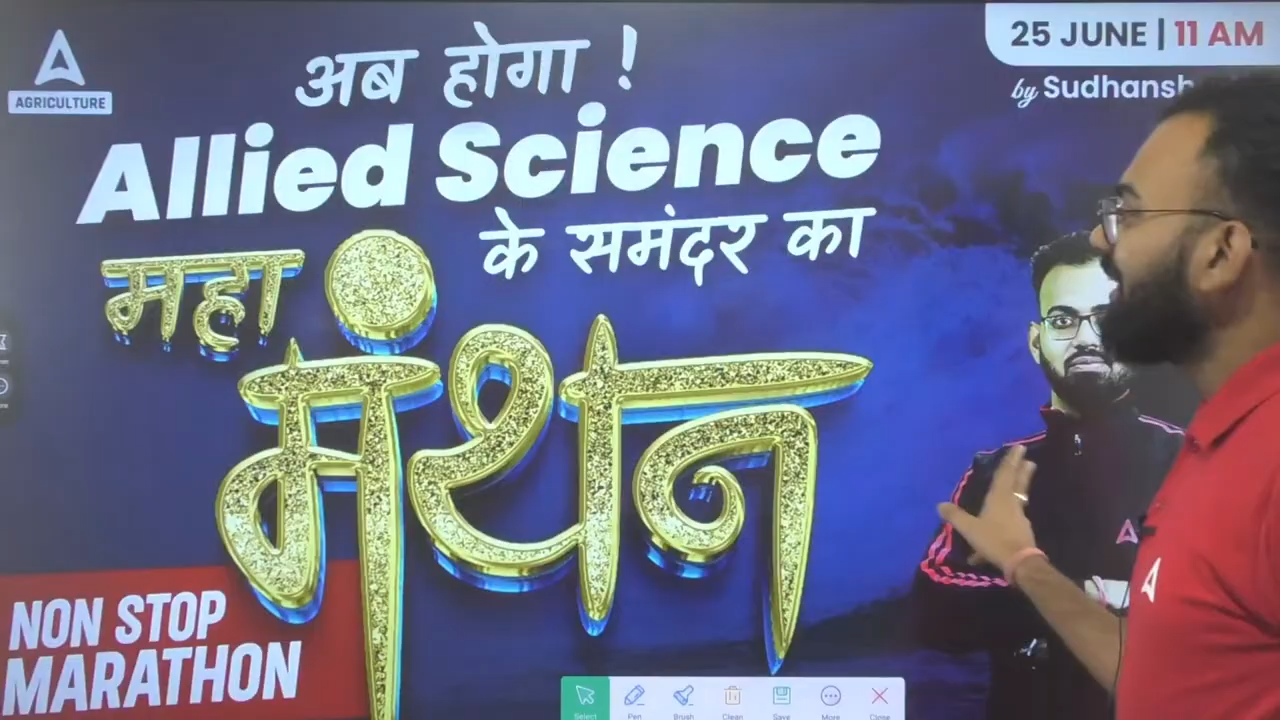 25 JUNE | 11 AM
by Sudhansh
AGRICULTURE
अब होगा !
Allied Science
के समंदर का
महा
मंथन
NON STOP
MARATHON
Select Pen Brush Clean Save More Close